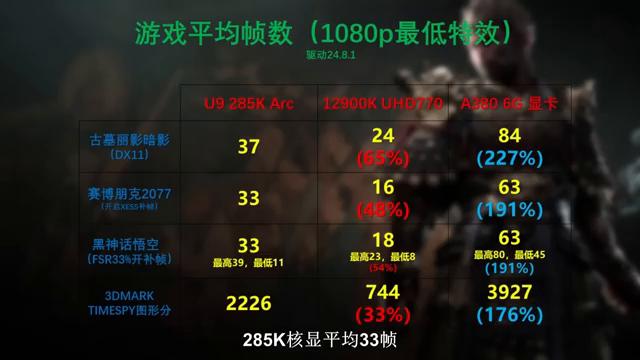 游戏平均帧数（1080p最低特效）
驱动24.8.1
U9 285K Arc 12900K UHD770 A380 6G 显卡
古墓丽影暗影 37 24 84
(DX11) (65%) (227%)
赛博朋克2077 33 16 63
(开启XESS补帧) (48%) (191%)
黑神话悟空 33 18 63
(FSR33%开补帧) 最高39，最低11 最高23，最低8 最高80，最低45
(54%) (191%)
3DMARK 2226 744 3927
TIMESPY图形分 (33%) (176%)
285K核显平均33帧